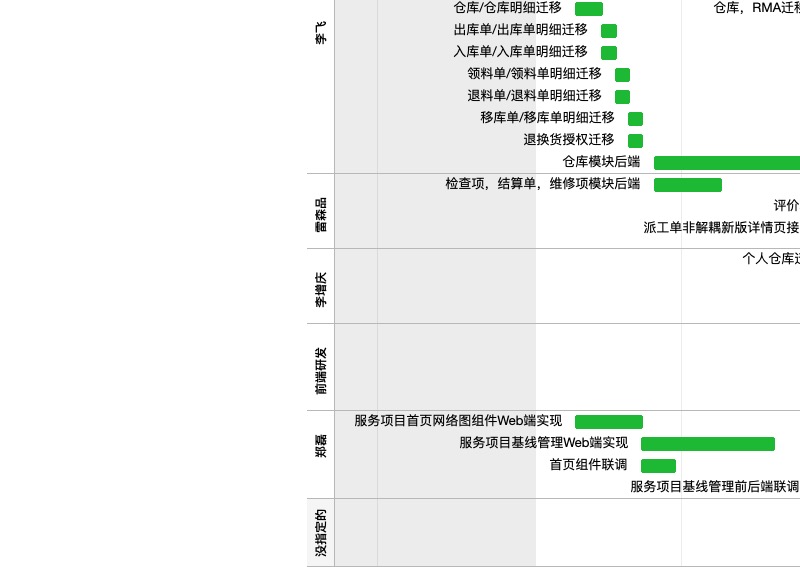 李飞
仓库/仓库明细迁移
仓库，RMA迁移
出库单/出库单明细迁移
入库单/入库单明细迁移
领料单/领料单明细迁移
退料单/退料单明细迁移
移库单/移库单明细迁移
退换货授权迁移
仓库模块后端
雷森品
检查项，结算单，维修项模块后端
评价
派工单非解耦新版详情页接
李增庆
个人仓库迁
前端研发
郑磊
服务项目首页网络图组件Web端实现
服务项目基线管理Web端实现
首页组件联调
服务项目基线管理前后端联调
没指定的